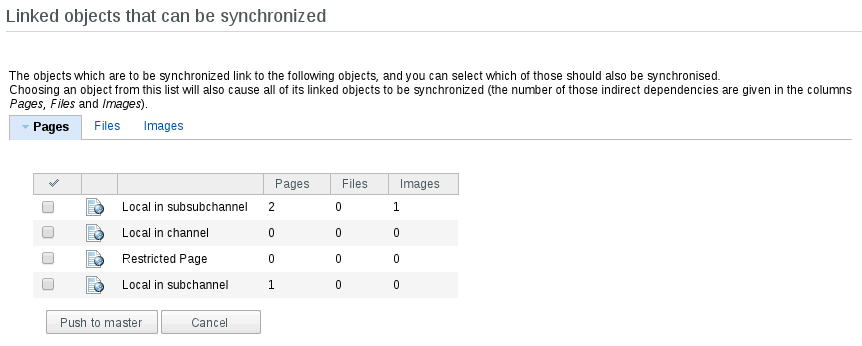 Linked objects that can be synchronized
The objects which are to be synchronized link to the following objects, and you can select which of those should also be synchronised.
Choosing an object from this list will also cause all of its linked objects to be synchronized (the number of those indirect dependencies are given in the columns
Pages, Files and Images).
Pages Files Images
Pages Files Images
Local in subsubchannel 2 0 1
Local in channel 0 0 0
Restricted Page 0 0 0
Local in subchannel 1 0 0
Push to master Cancel